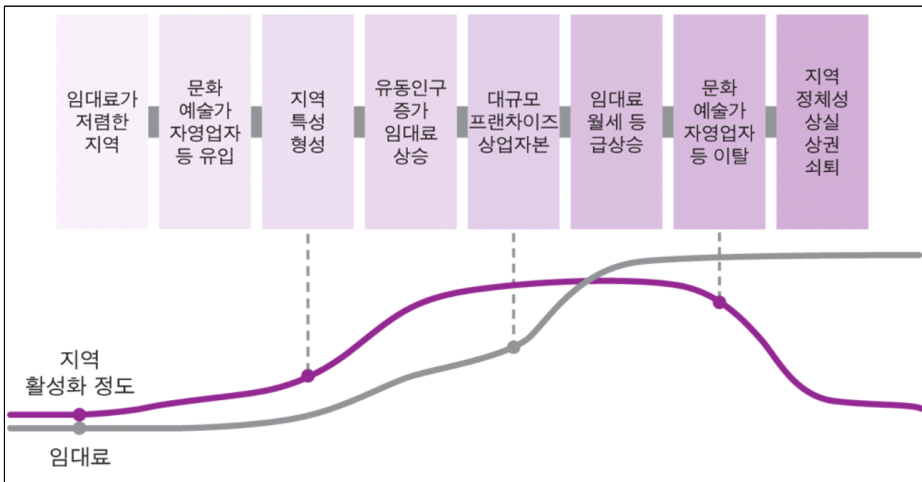 임대료가
저렴한
지역
문화
예술가
자영업자
등 유입
지역
특성
형성
유동인구
증가
임대료
상승
대규모
프랜차이즈
상업자본
임대료
월세 등
급상승
문화
예술가
자영업자
등 이탈
지역
정체성
상실
상권
쇠퇴
지역
활성화 정도
임대료